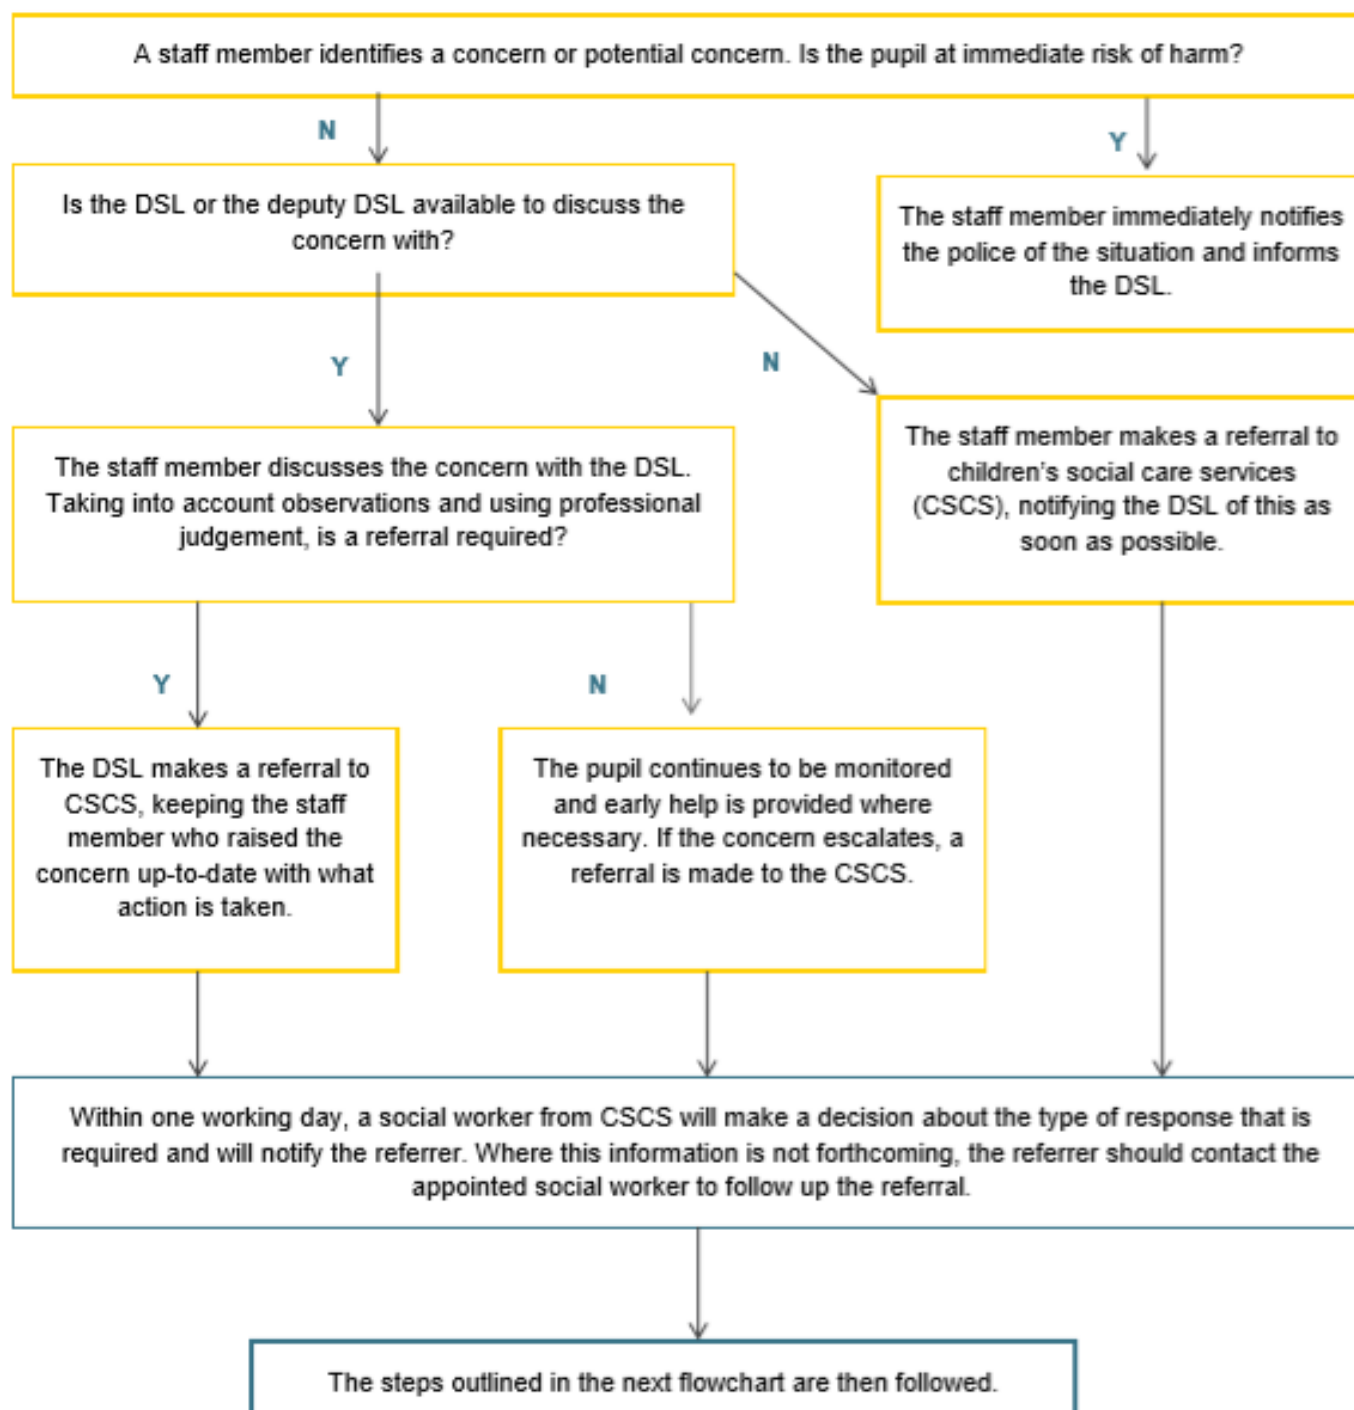 A staff member identifies a concern or potential concern. Is the pupil at immediate risk of harm?
N
Y
Is the DSL or the deputy DSL available to discuss the
concern with?
The staff member immediately notifies
the police of the situation and informs
the DSL.
Y
N
The staff member discusses the concern with the DSL.
Taking into account observations and using professional
judgement, is a referral required?
The staff member makes a referral to
children's social care services
(CSCS), notifying the DSL of this as
soon as possible.
Y
N
The DSL makes a referral to
CSCS, keeping the staff
member who raised the
concern up-to-date with what
action is taken.
The pupil continues to be monitored
and early help is provided where
necessary. If the concern escalates, a
referral is made to the CSCS.
Within one working day, a social worker from CSCS will make a decision about the type of response that is
required and will notify the referrer. Where this information is not forthcoming, the referrer should contact the
appointed social worker to follow up the referral.
The steps outlined in the next flowchart are then followed.